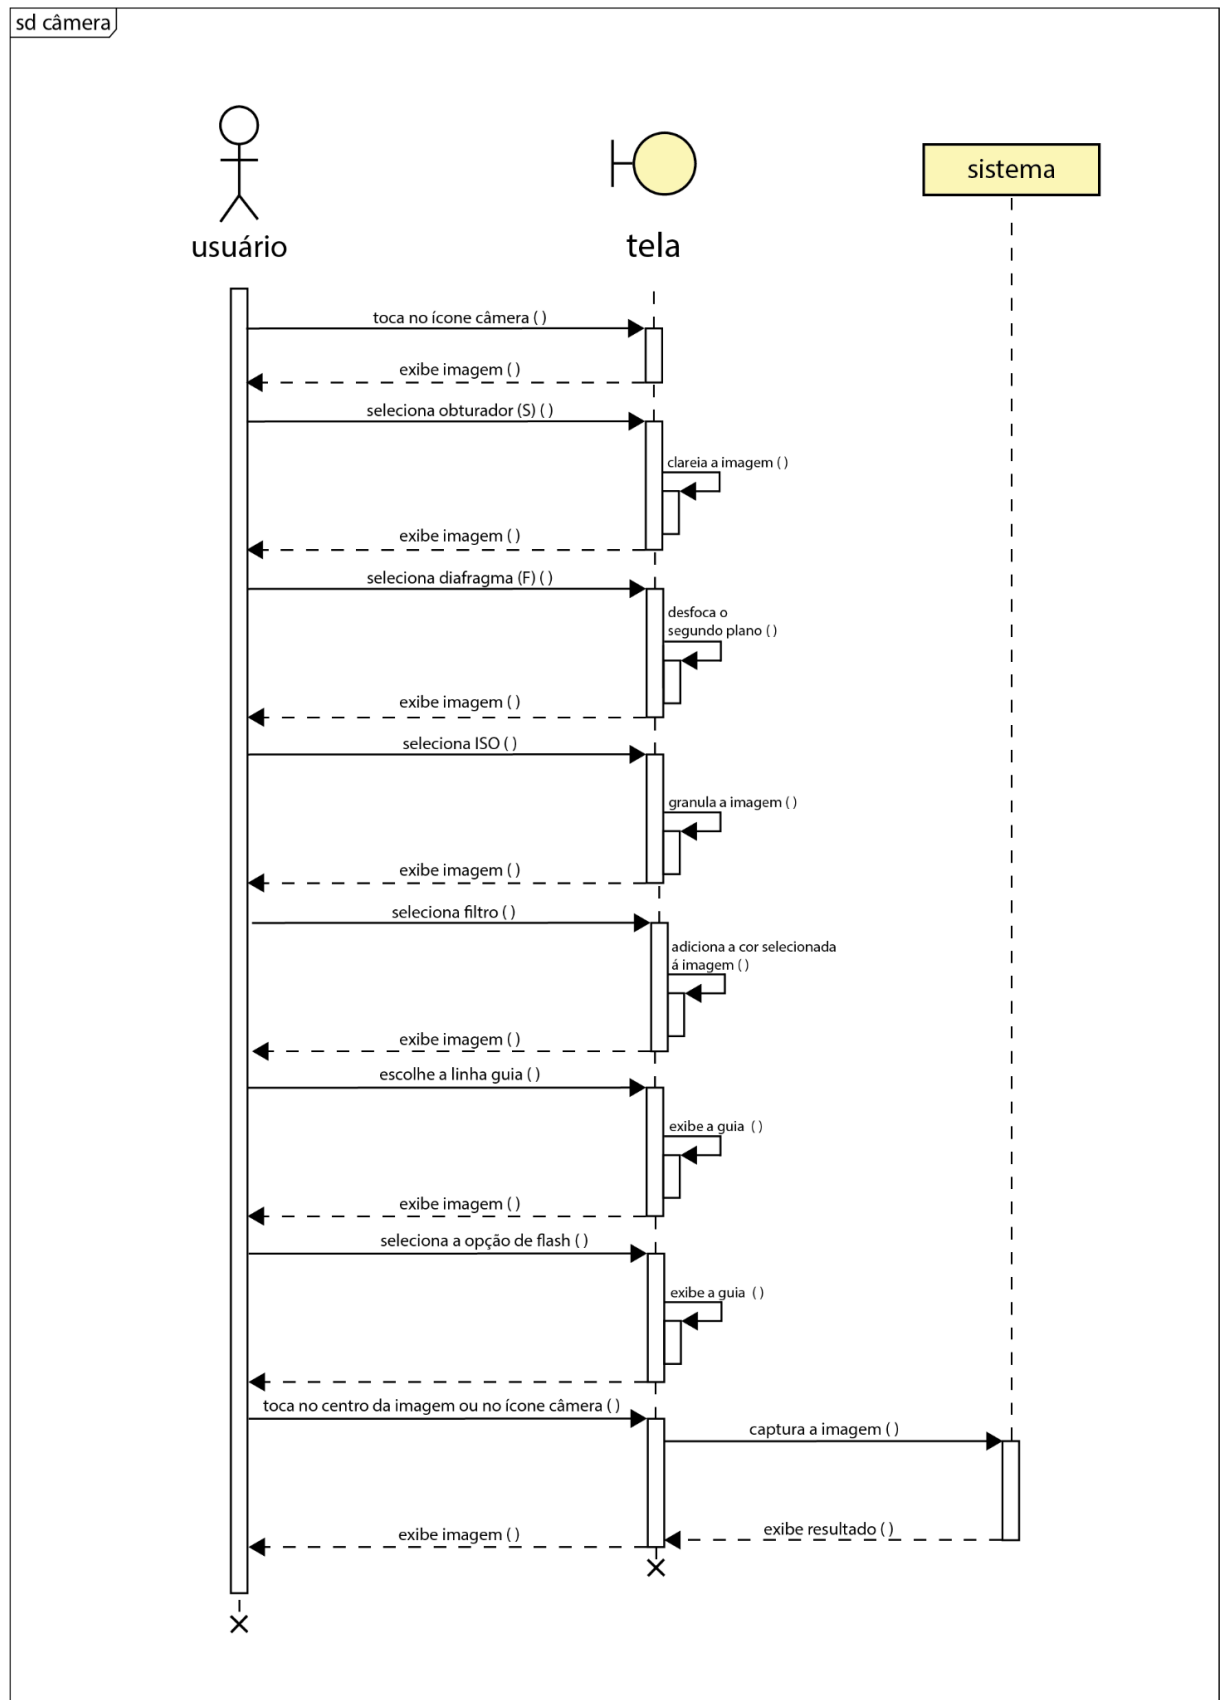 sd câmera
usuário
tela
sistema
toca no ícone câmera ( )
exibe imagem ( )
seleciona obturador (S) ( )
clareia a imagem ( )
exibe imagem ( )
seleciona diafragma (F) ( )
desfoca o
segundo plano ( )
exibe imagem ( )
seleciona ISO ( )
granula a imagem ( )
exibe imagem ( )
seleciona filtro ( )
adiciona a cor selecionada
á imagem ( )
exibe imagem ( )
escolhe a linha guia ( )
exibe a guia ( )
exibe imagem ( )
seleciona a opção de flash ( )
exibe a guia ( )
toca no centro da imagem ou no ícone câmera ( )
captura a imagem ( )
exibe resultado ( )
exibe imagem ( )